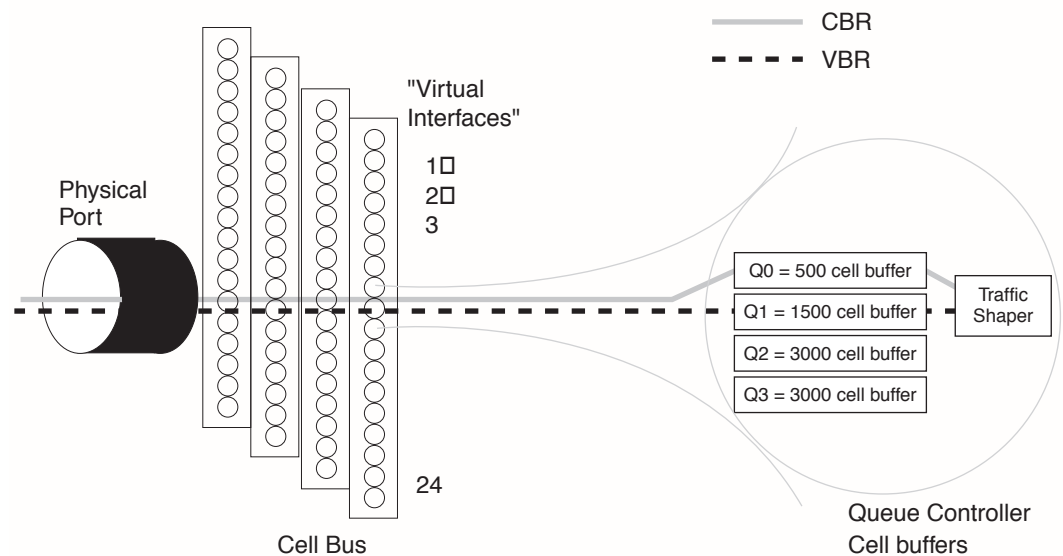 CBR
VBR
"Virtual
Interfaces"
1□
2□
3
24
Physical
Port
Cell Bus
Q0 = 500 cell buffer
Q1 = 1500 cell buffer
Q2 = 3000 cell buffer
Q3 = 3000 cell buffer
Traffic
Shaper
Queue Controller
Cell buffers